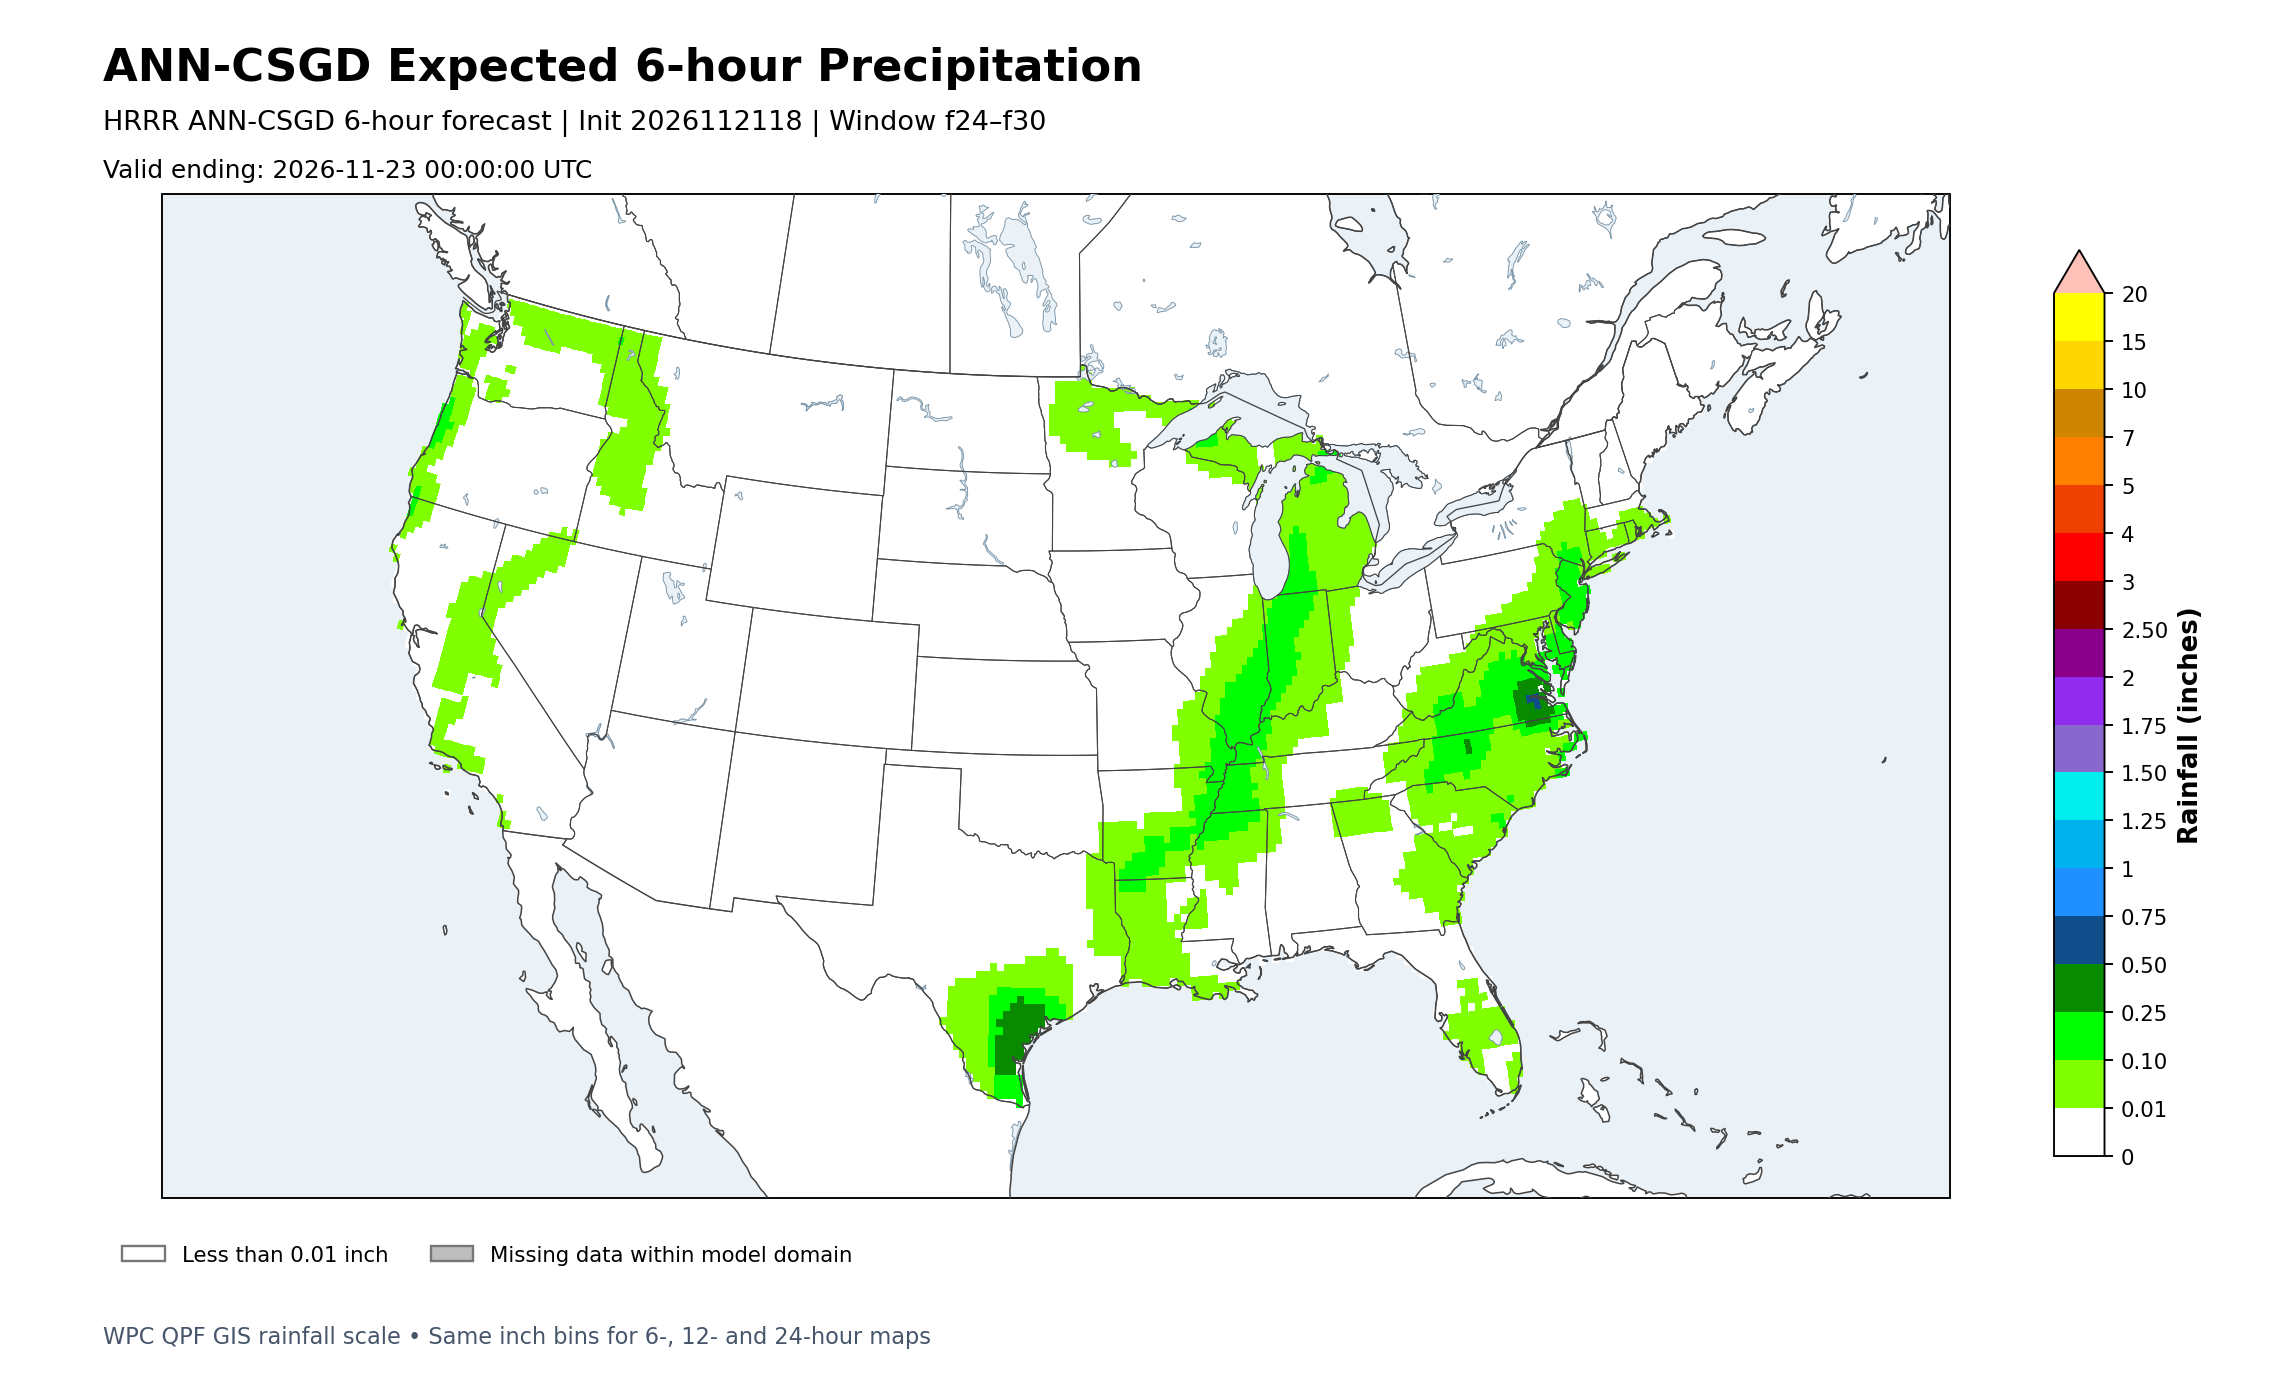 ANN-CSGD Expected 6-hour Precipitation
HRRR ANN-CSGD 6-hour forecast | Init 2026112118 | Window f24–f30
Valid ending: 2026-11-23 00:00:00 UTC
20
15
10
7
5
4
3
2.50
2
1.75
1.50
1.25
1
0.75
0.50
0.25
0.10
0.01
0
Rainfall (inches)
Less than 0.01 inch
Missing data within model domain
WPC QPF GIS rainfall scale • Same inch bins for 6-, 12- and 24-hour maps